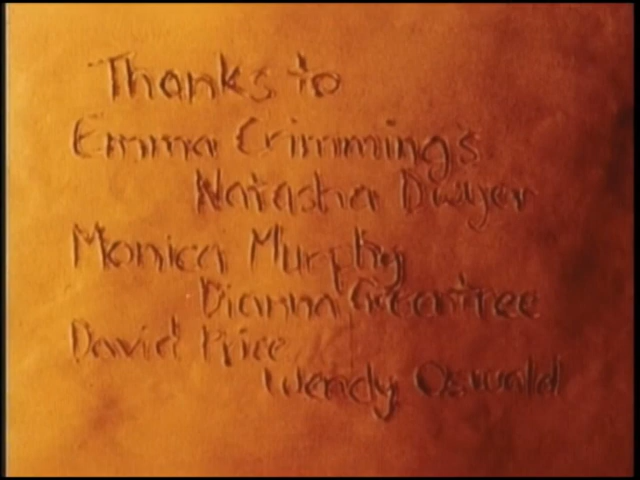 Thanks to
Emma Crimmings
Natasha Dwyer
Monica Murphy
Dianna Greentree
David Price
Wendy Oswald